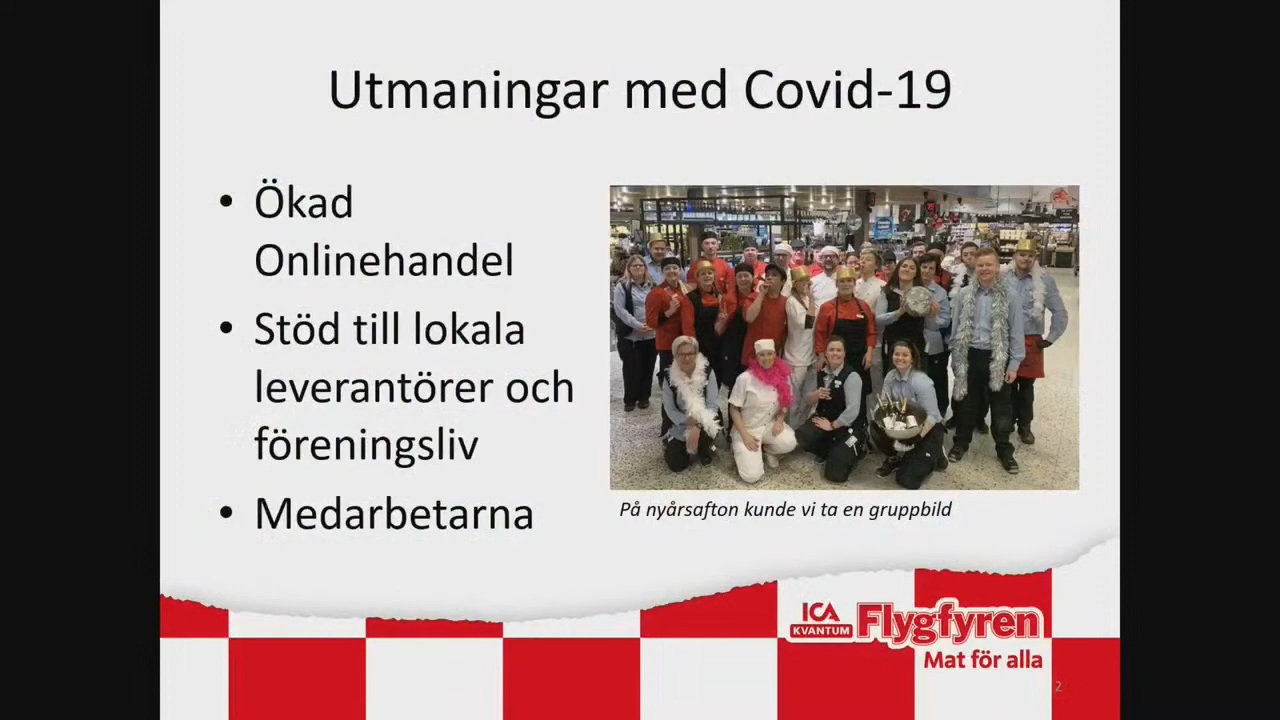 Utmaningar med Covid-19
• Ökad
Onlinehandel
• Stöd till lokala
leverantörer och
föreningsliv
• Medarbetarna
På nyårsafton kunde vi ta en gruppbild
ICA
KVANTUM
Flygfyren
Mat för alla
2